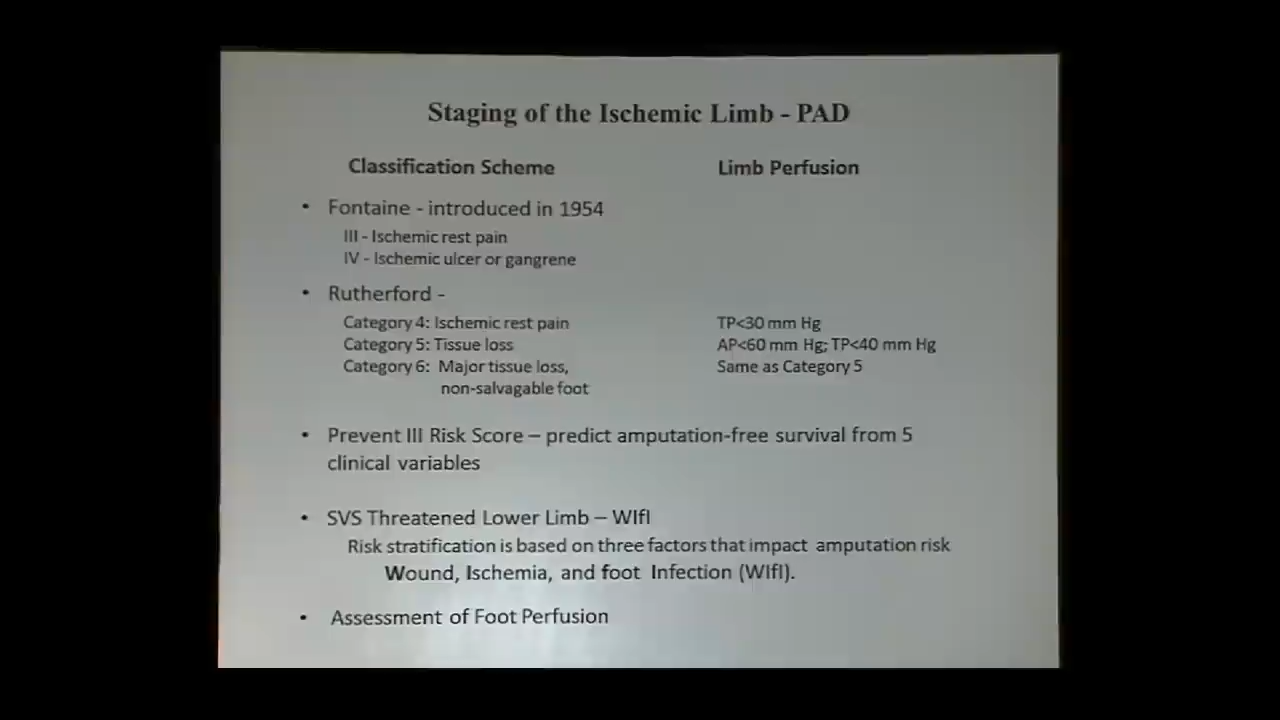 Staging of the Ischemic Limb - PAD
Classification Scheme Limb Perfusion
• Fontaine - introduced in 1954
III - Ischemic rest pain
IV - Ischemic ulcer or gangrene
• Rutherford -
Category 4: Ischemic rest pain TP<30 mm Hg
Category 5: Tissue loss AP<60 mm Hg; TP<40 mm Hg
Category 6: Major tissue loss, Same as Category 5
non-salvagable foot
• Prevent III Risk Score – predict amputation-free survival from 5
clinical variables
• SVS Threatened Lower Limb – WIfI
Risk stratification is based on three factors that impact amputation risk
Wound, Ischemia, and foot Infection (WIfI).
• Assessment of Foot Perfusion